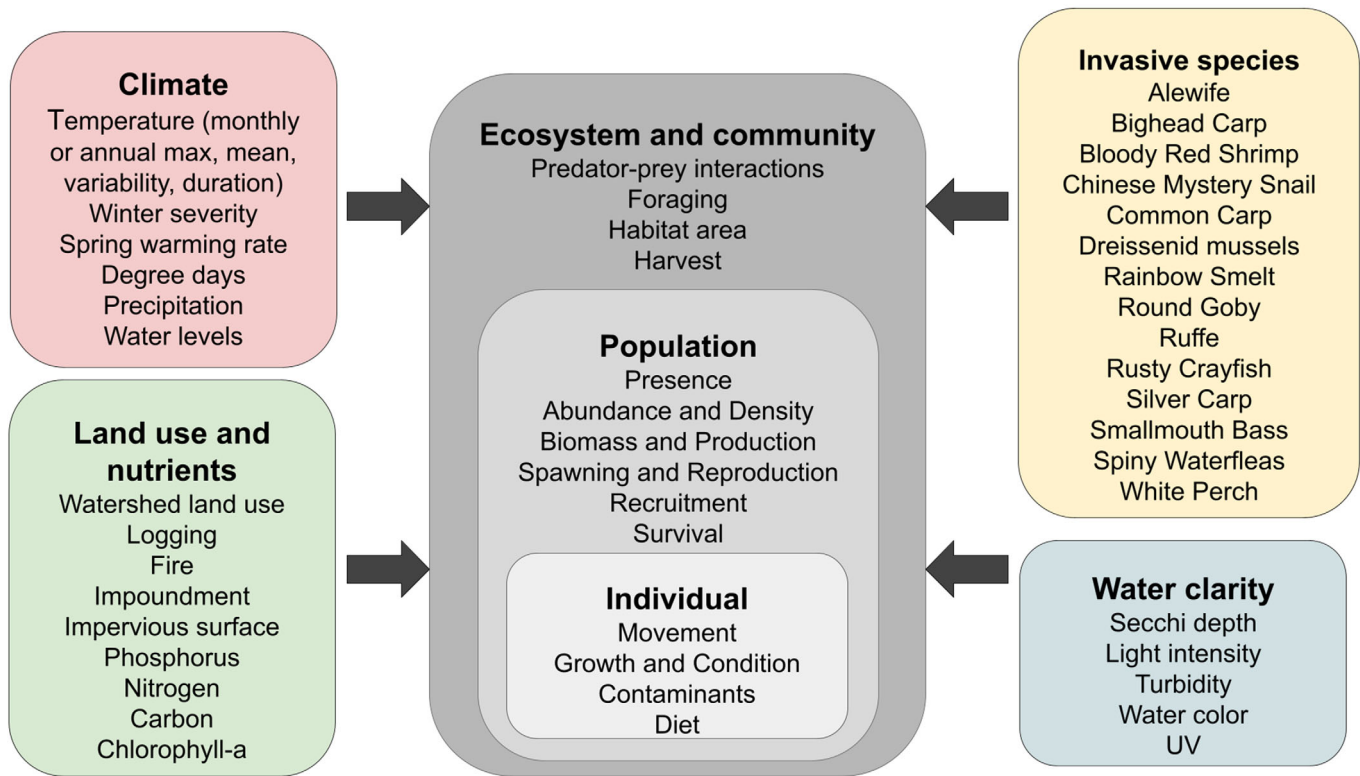 Climate
Temperature (monthly
or annual max, mean,
variability, duration)
Winter severity
Spring warming rate
Degree days
Precipitation
Water levels
Land use and
nutrients
Watershed land use
Logging
Fire
Impoundment
Impervious surface
Phosphorus
Nitrogen
Carbon
Chlorophyll-a
Ecosystem and community
Predator-prey interactions
Foraging
Habitat area
Harvest
Population
Presence
Abundance and Density
Biomass and Production
Spawning and Reproduction
Recruitment
Survival
Individual
Movement
Growth and Condition
Contaminants
Diet
Invasive species
Alewife
Bighead Carp
Bloody Red Shrimp
Chinese Mystery Snail
Common Carp
Dreissenid mussels
Rainbow Smelt
Round Goby
Ruffe
Rusty Crayfish
Silver Carp
Smallmouth Bass
Spiny Waterfleas
White Perch
Water clarity
Secchi depth
Light intensity
Turbidity
Water color
UV